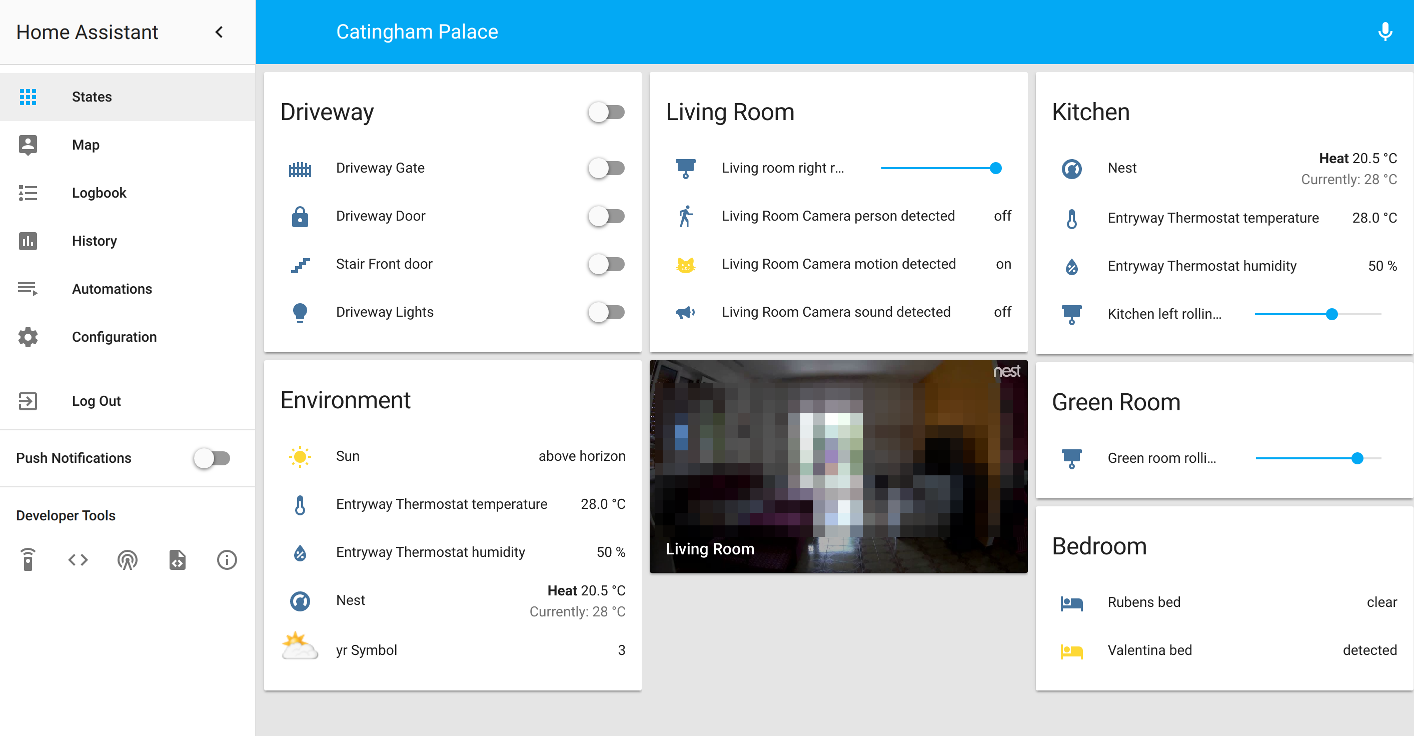 Home Assistant
Catingham Palace
States
Map
Logbook
History
Automations
Configuration
Log Out
Push Notifications
Developer Tools
Driveway
Driveway Gate
Driveway Door
Stair Front door
Driveway Lights
Environment
Sun above horizon
Entryway Thermostat temperature 28.0 °C
Entryway Thermostat humidity 50 %
Nest Heat 20.5 °C
Currently: 28 °C
yr Symbol 3
Living Room
Living room right r...
Living Room Camera person detected off
Living Room Camera motion detected on
Living Room Camera sound detected off
nest
Living Room
Kitchen
Nest Heat 20.5 °C
Currently: 28 °C
Entryway Thermostat temperature 28.0 °C
Entryway Thermostat humidity 50 %
Kitchen left rollin...
Green Room
Green room rolli...
Bedroom
Rubens bed clear
Valentina bed detected